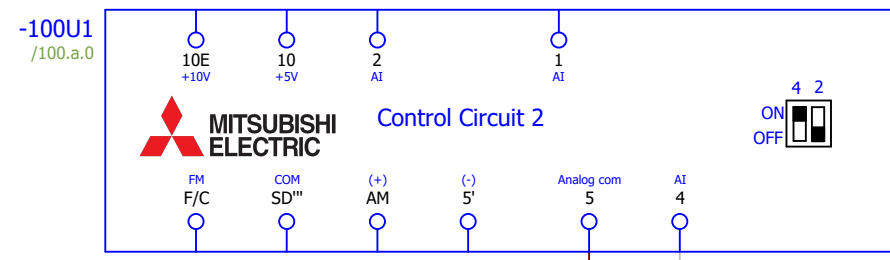 -100U1
/100.a.0
10E
+10V
10
+5V
2
AI
1
AI
4 2
ON
OFF
MITSUBISHI
ELECTRIC
Control Circuit 2
FM
F/C
COM
SD'''
(+)
AM
(-)
5'
Analog com
5
AI
4